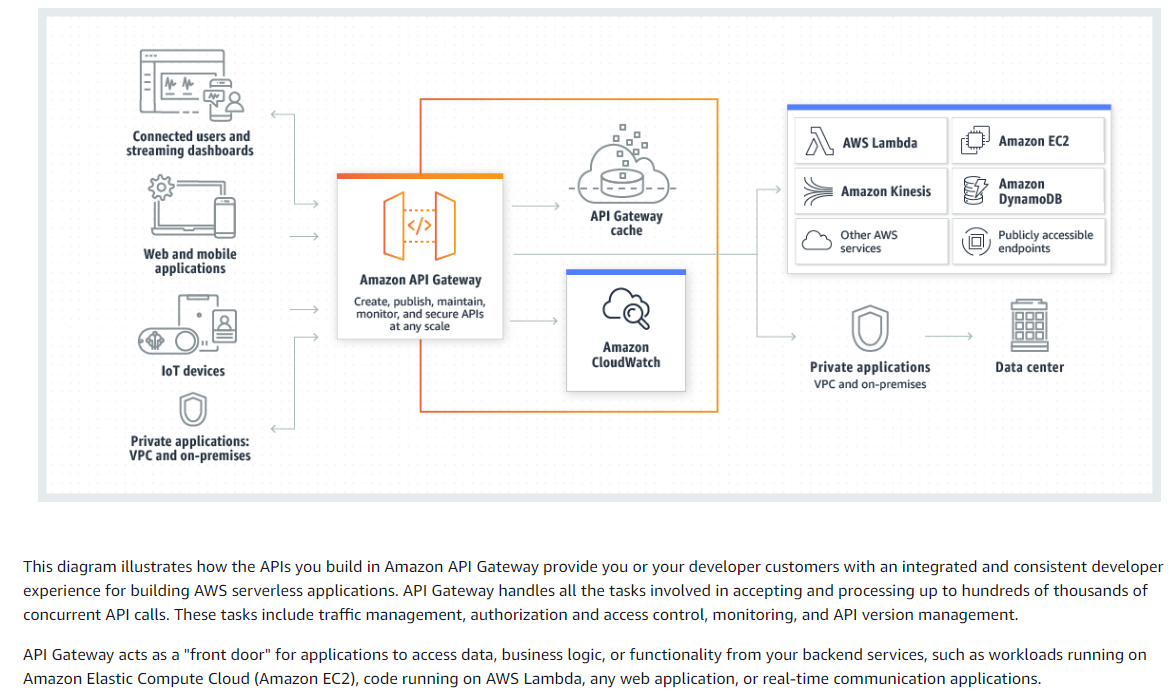 Connected users and
streaming dashboards
Web and mobile
applications
IoT devices
Private applications:
VPC and on-premises
</>
Amazon API Gateway
Create, publish, maintain,
monitor, and secure APIs
at any scale
API Gateway
cache
Amazon
CloudWatch
AWS Lambda
Amazon EC2
Amazon Kinesis
Amazon
DynamoDB
Other AWS
services
Publicly accessible
endpoints
Private applications
VPC and on-premises
Data center
This diagram illustrates how the APIs you build in Amazon API Gateway provide you or your developer customers with an integrated and consistent developer
experience for building AWS serverless applications. API Gateway handles all the tasks involved in accepting and processing up to hundreds of thousands of
concurrent API calls. These tasks include traffic management, authorization and access control, monitoring, and API version management.
API Gateway acts as a "front door" for applications to access data, business logic, or functionality from your backend services, such as workloads running on
Amazon Elastic Compute Cloud (Amazon EC2), code running on AWS Lambda, any web application, or real-time communication applications.